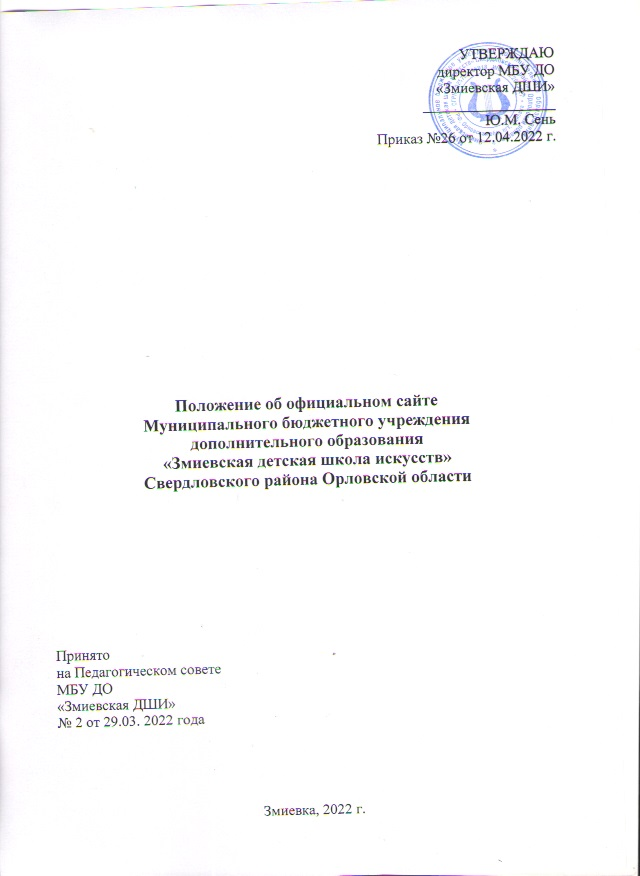 УТВЕРЖДАЮ
директор МБУ ДО
«Змиевская ДШИ»
Ю.М. Сень
Приказ №26 от 12.04.2022 г.
Положение об официальном сайте
Муниципального бюджетного учреждения
дополнительного образования
«Змиевская детская школа искусств»
Свердловского района Орловской области
Принято
на Педагогическом совете
МБУ ДО
«Змиевская ДШИ»
№ 2 от 29.03. 2022 года
Змиевка, 2022 г.